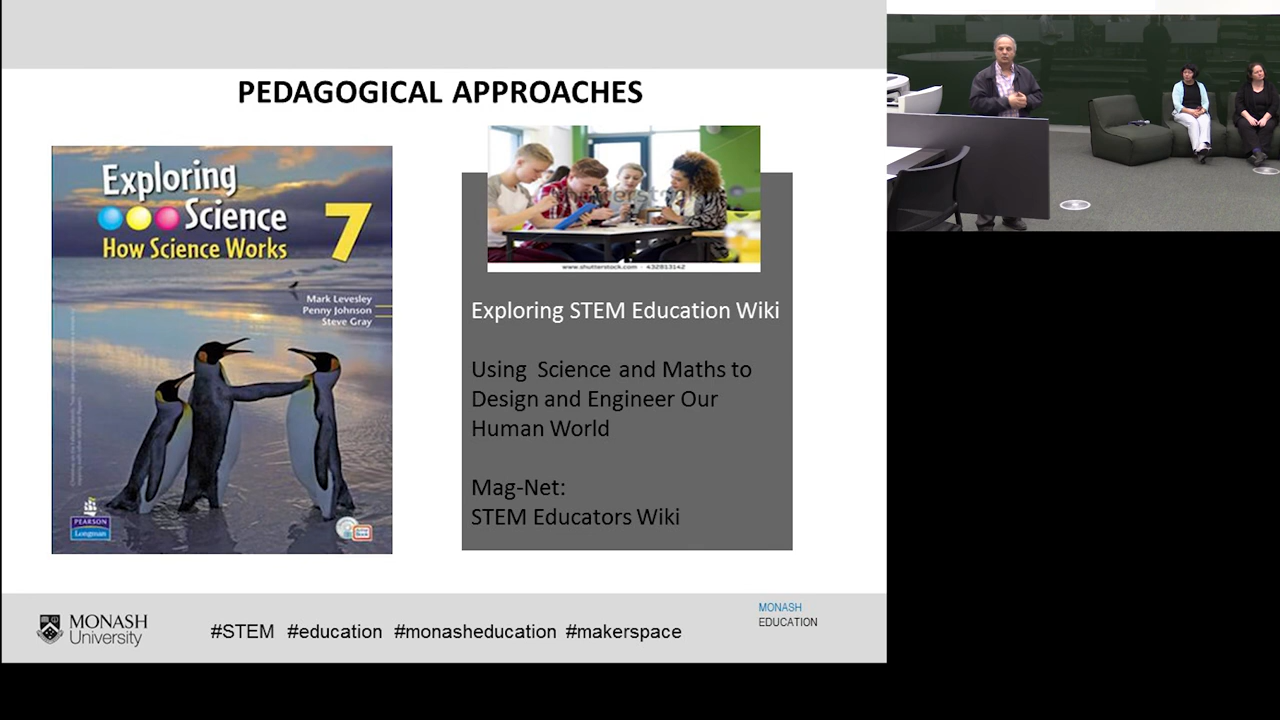 PEDAGOGICAL APPROACHES
Exploring
Science
How Science Works
7
Mark Levesley
Penny Johnson
Steve Gray
PEARSON
Longman
www.shutterstock.com · 432813142
Exploring STEM Education Wiki
Using Science and Maths to
Design and Engineer Our
Human World
Mag-Net:
STEM Educators Wiki
MONASH
University
#STEM #education #monasheducation #makerspace
MONASH
EDUCATION